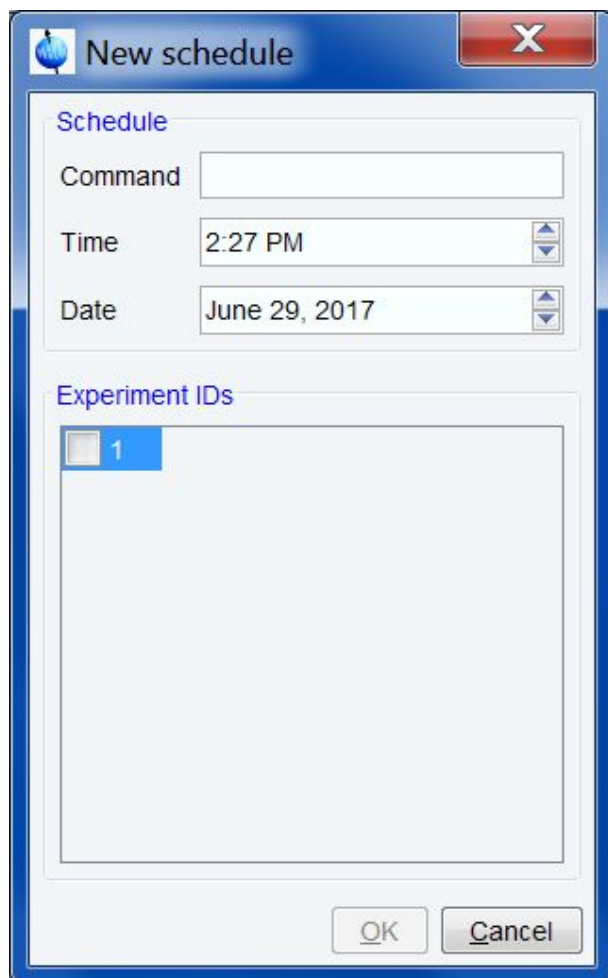 New schedule
Schedule
Command
Time 2:27 PM
Date June 29, 2017
Experiment IDs
1
OK Cancel